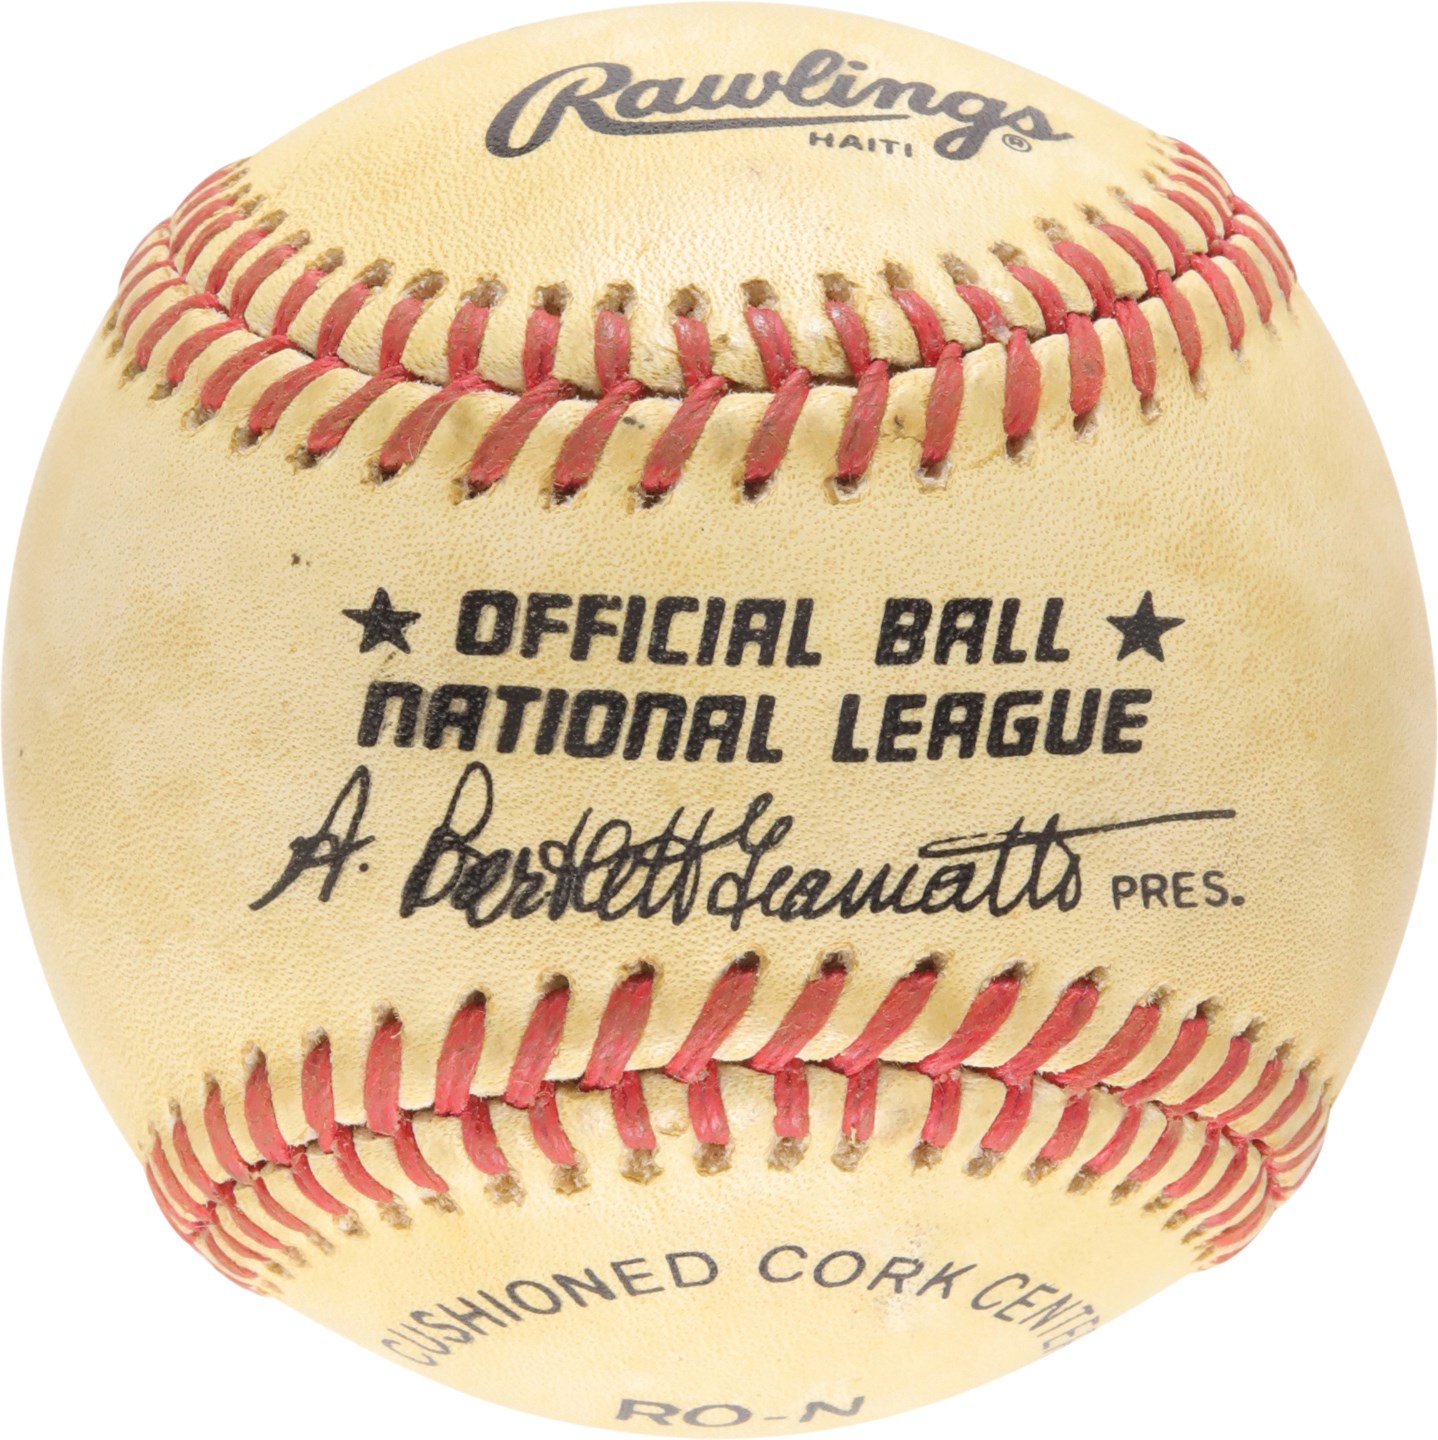 Rawlings
HAITI ®
★ OFFICIAL BALL ★
NATIONAL LEAGUE
A. Bartlett Giamatti PRES.
CUSHIONED CORK CENTER
RO-N